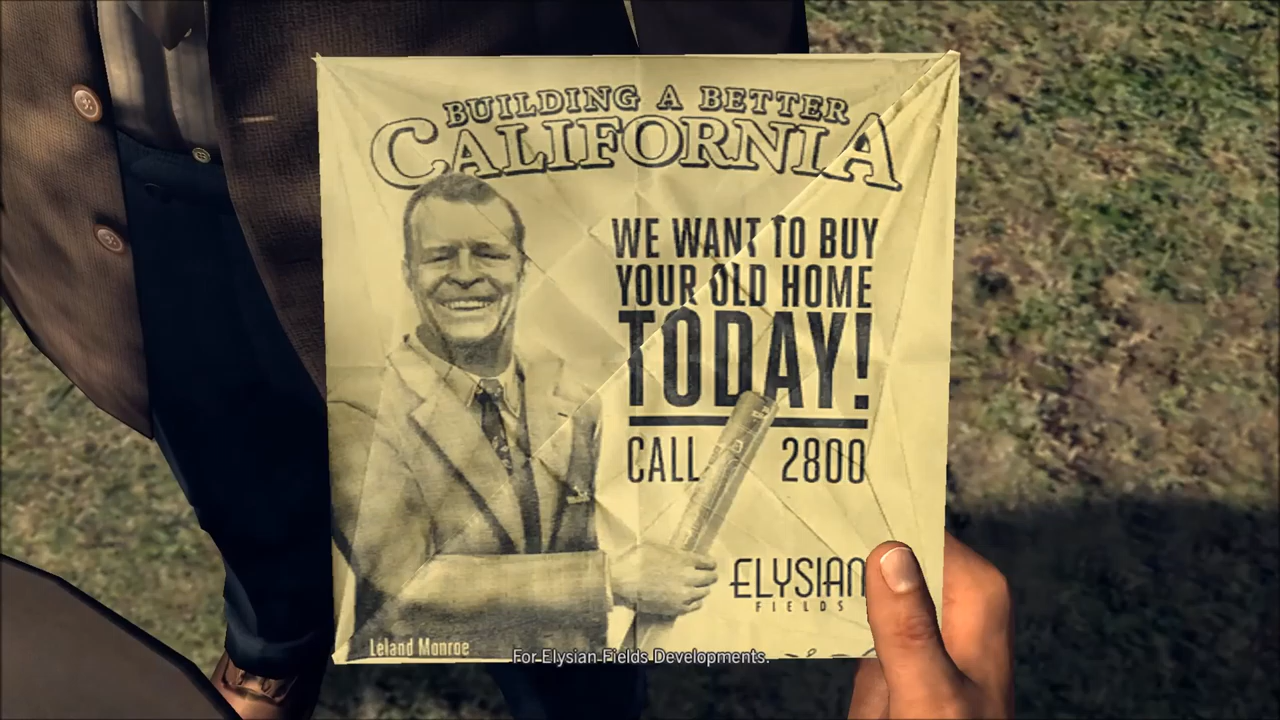 BUILDING A BETTER
CALIFORNIA
WE WANT TO BUY
YOUR OLD HOME
TODAY!
CALL 2800
ELYSIAN
FIELDS
Leland Monroe
For Elysian Fields Developments.